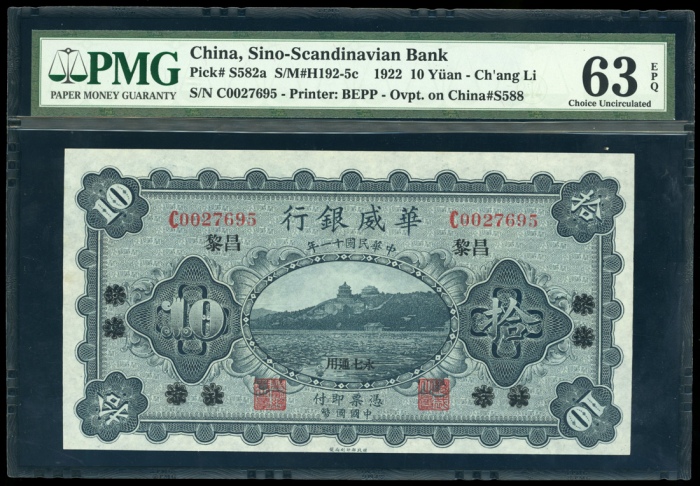 PMG
PAPER MONEY GUARANTY
China, Sino-Scandinavian Bank
Pick# S582a S/M#H192-5c 1922 10 Yüan - Ch'ang Li
S/N C0027695 - Printer: BEPP - Ovpt. on China#S588
63
EPQ
Choice Uncirculated
10
拾
C0027695
C0027695
華威銀行
中華民國十一年
昌黎
昌黎
10
拾
永七通用
憑票即付
中國國幣
拾
10